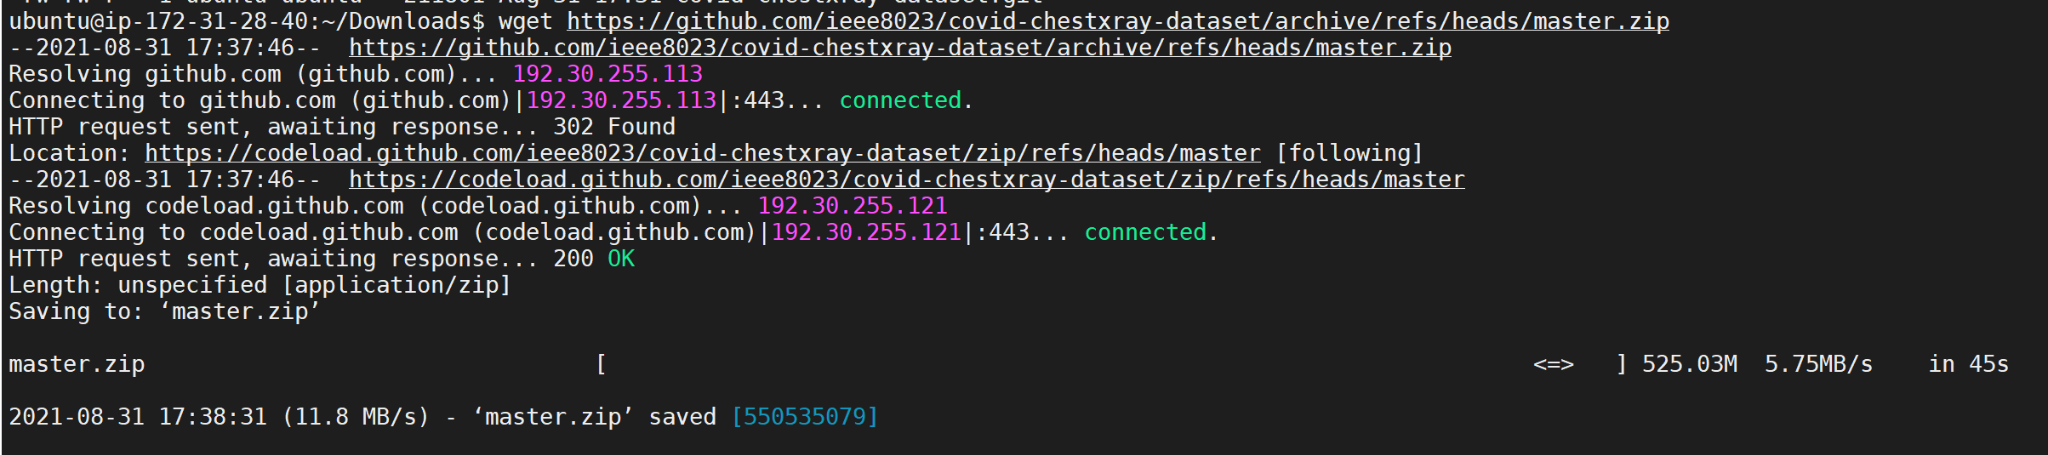 ubuntu@ip-172-31-28-40:~/Downloads$ wget https://github.com/ieee8023/covid-chestxray-dataset/archive/refs/heads/master.zip
--2021-08-31 17:37:46--  https://github.com/ieee8023/covid-chestxray-dataset/archive/refs/heads/master.zip
Resolving github.com (github.com)... 192.30.255.113
Connecting to github.com (github.com)|192.30.255.113|:443... connected.
HTTP request sent, awaiting response... 302 Found
Location: https://codeload.github.com/ieee8023/covid-chestxray-dataset/zip/refs/heads/master [following]
--2021-08-31 17:37:46--  https://codeload.github.com/ieee8023/covid-chestxray-dataset/zip/refs/heads/master
Resolving codeload.github.com (codeload.github.com)... 192.30.255.121
Connecting to codeload.github.com (codeload.github.com)|192.30.255.121|:443... connected.
HTTP request sent, awaiting response... 200 OK
Length: unspecified [application/zip]
Saving to: ‘master.zip’
master.zip [ <=> ] 525.03M 5.75MB/s in 45s
2021-08-31 17:38:31 (11.8 MB/s) - ‘master.zip’ saved [550535079]